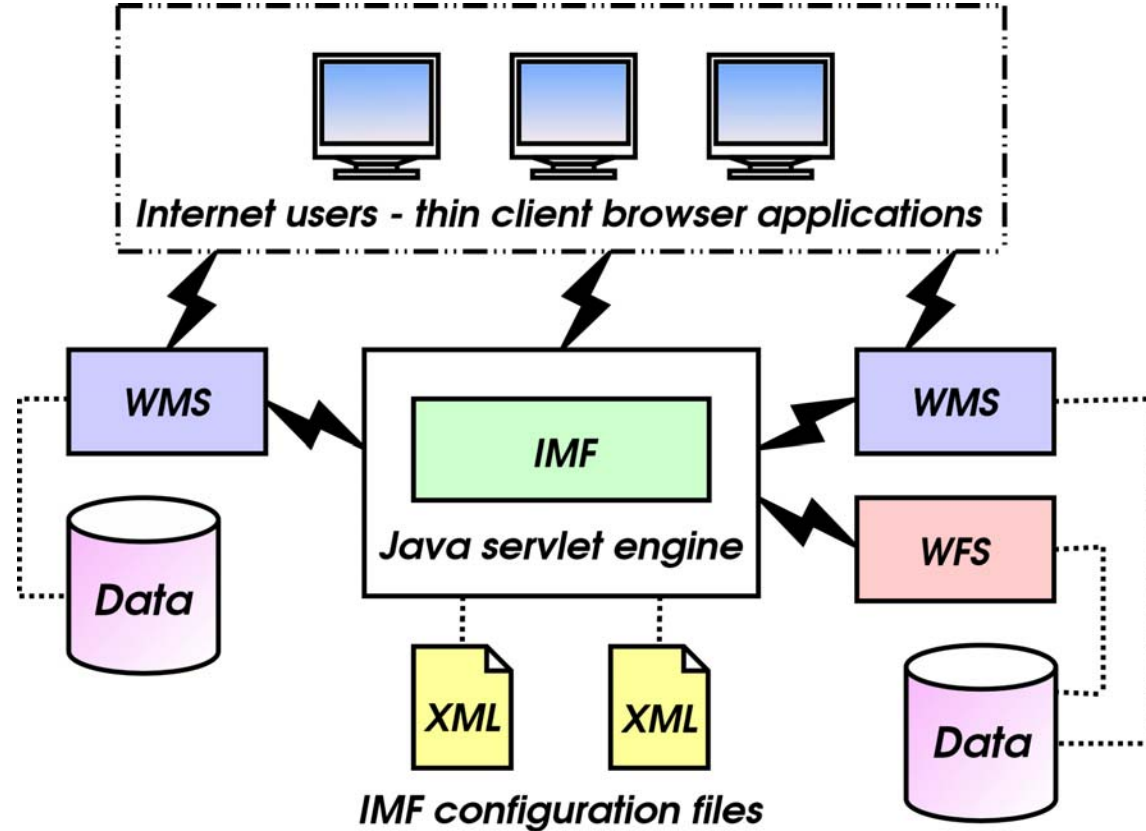 Internet users - thin client browser applications
WMS
IMF
Java servlet engine
WMS
WFS
Data
XML
XML
Data
IMF configuration files